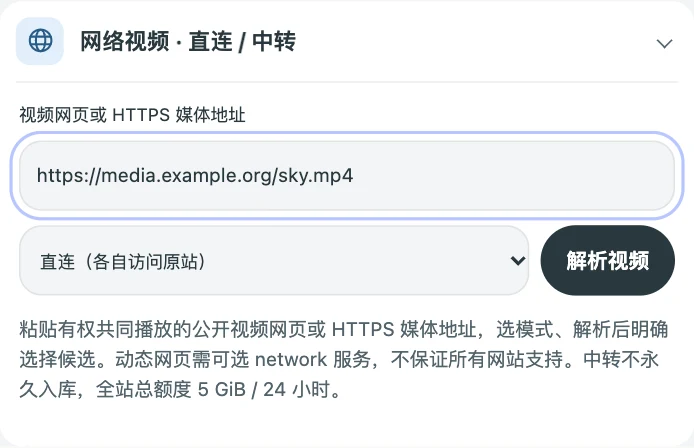 网络视频 · 直连 / 中转
视频网页或 HTTPS 媒体地址
https://media.example.org/sky.mp4
直连（各自访问原站）
解析视频
粘贴有权共同播放的公开视频网页或 HTTPS 媒体地址，选模式、解析后明确
选择候选。动态网页需可选 network 服务，不保证所有网站支持。中转不永
久入库，全站总额度 5 GiB / 24 小时。